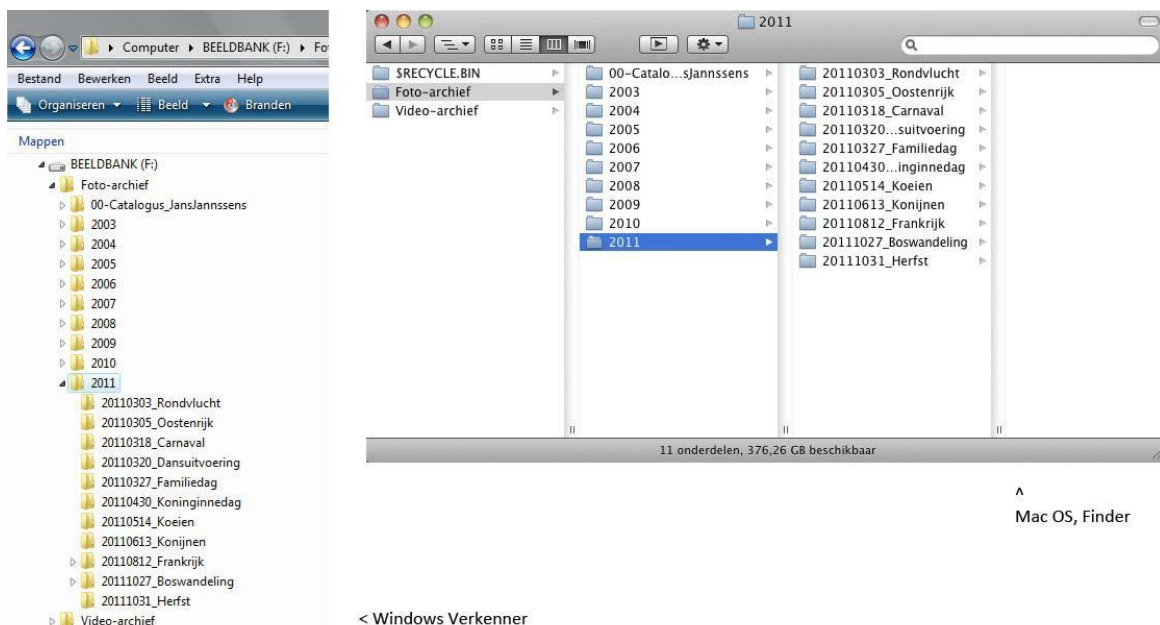 Computer ▸ BEELDBANK (F:) ▸ Fo
Bestand Bewerken Beeld Extra Help
Organiseren Beeld Branden
Mappen
BEELDBANK (F:)
Foto-archief
00-Catalogus_JansJannssens
2003
2004
2005
2006
2007
2008
2009
2010
2011
20110303_Rondvlucht
20110305_Oostenrijk
20110318_Carnaval
20110320_Dansuitvoering
20110327_Familiedag
20110430_Koninginnedag
20110514_Koeien
20110613_Konijnen
20110812_Frankrijk
20111027_Boswandeling
20111031_Herfst
Video-archief
2011
$RECYCLE.BIN
Foto-archief
Video-archief
00-Catalo...sJannssens
2003
2004
2005
2006
2007
2008
2009
2010
2011
20110303_Rondvlucht
20110305_Oostenrijk
20110318_Carnaval
20110320...suitvoering
20110327_Familiedag
20110430...inginnedag
20110514_Koeien
20110613_Konijnen
20110812_Frankrijk
20111027_Boswandeling
20111031_Herfst
11 onderdelen, 376,26 GB beschikbaar
^
Mac OS, Finder
< Windows Verkenner